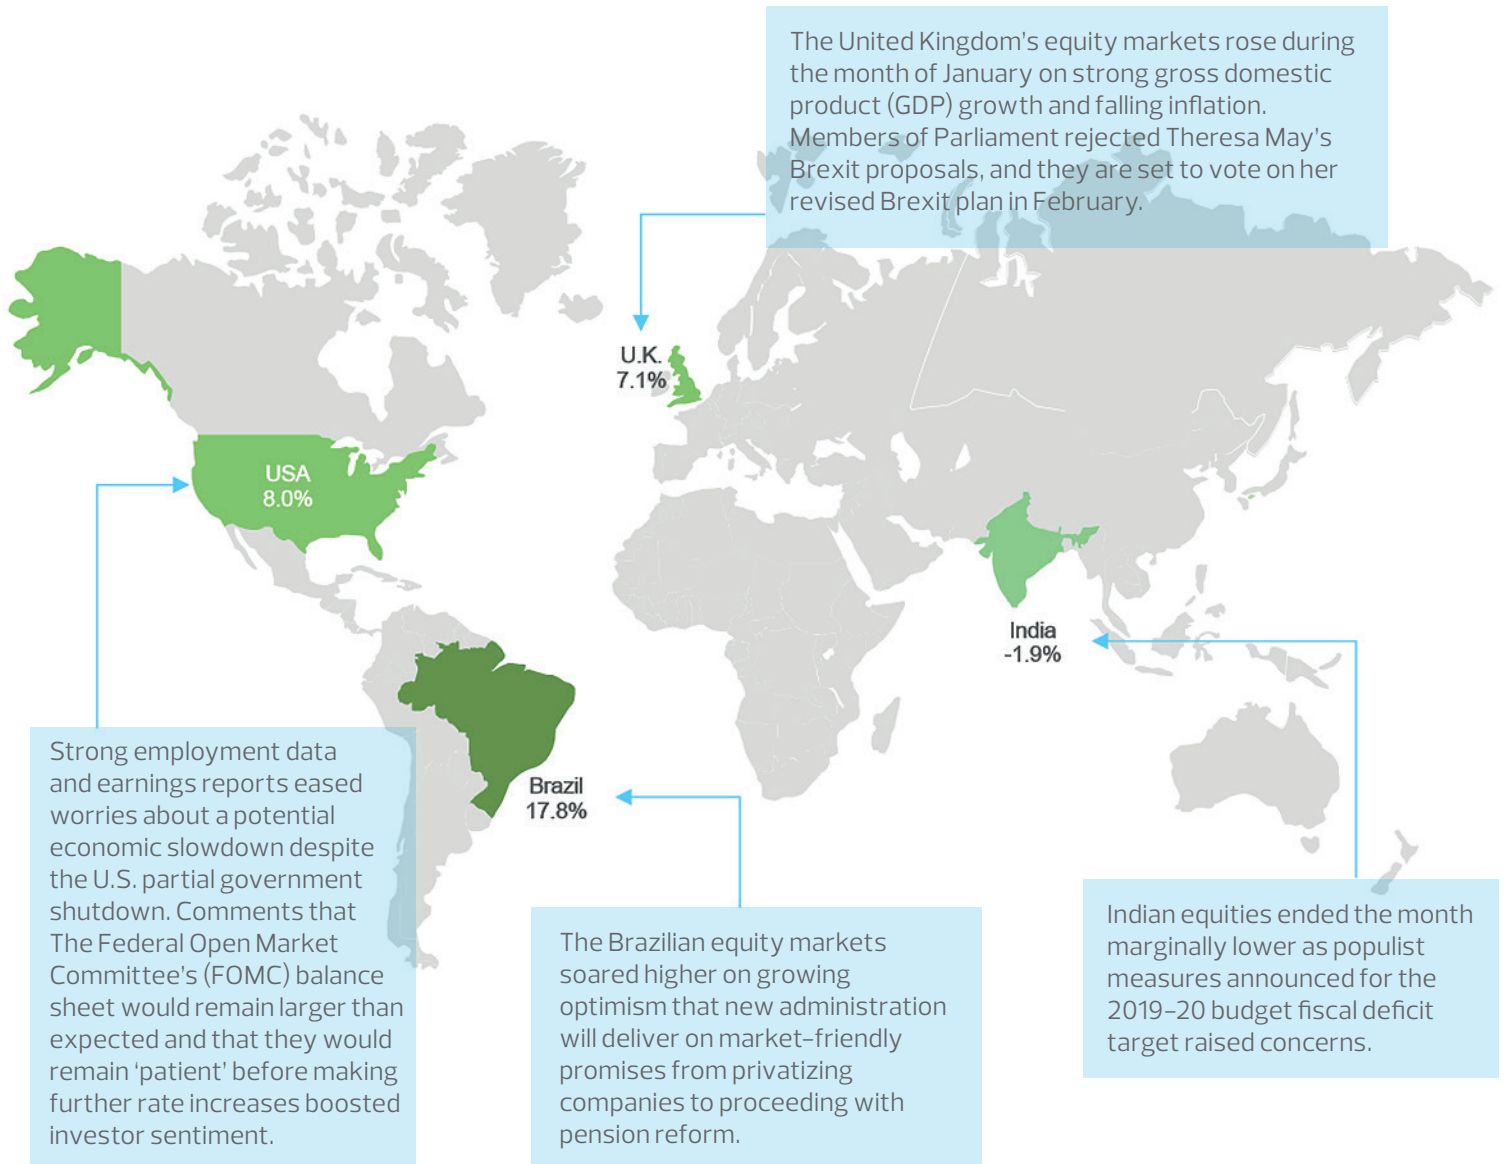 The United Kingdom's equity markets rose during
the month of January on strong gross domestic
product (GDP) growth and falling inflation.
Members of Parliament rejected Theresa May's
Brexit proposals, and they are set to vote on her
revised Brexit plan in February.
U.K.
7.1%
USA
8.0%
India
-1.9%
Brazil
17.8%
Strong employment data
and earnings reports eased
worries about a potential
economic slowdown despite
the U.S. partial government
shutdown. Comments that
The Federal Open Market
Committee's (FOMC) balance
sheet would remain larger than
expected and that they would
remain ‘patient’ before making
further rate increases boosted
investor sentiment.
The Brazilian equity markets
soared higher on growing
optimism that new administration
will deliver on market-friendly
promises from privatizing
companies to proceeding with
pension reform.
Indian equities ended the month
marginally lower as populist
measures announced for the
2019-20 budget fiscal deficit
target raised concerns.